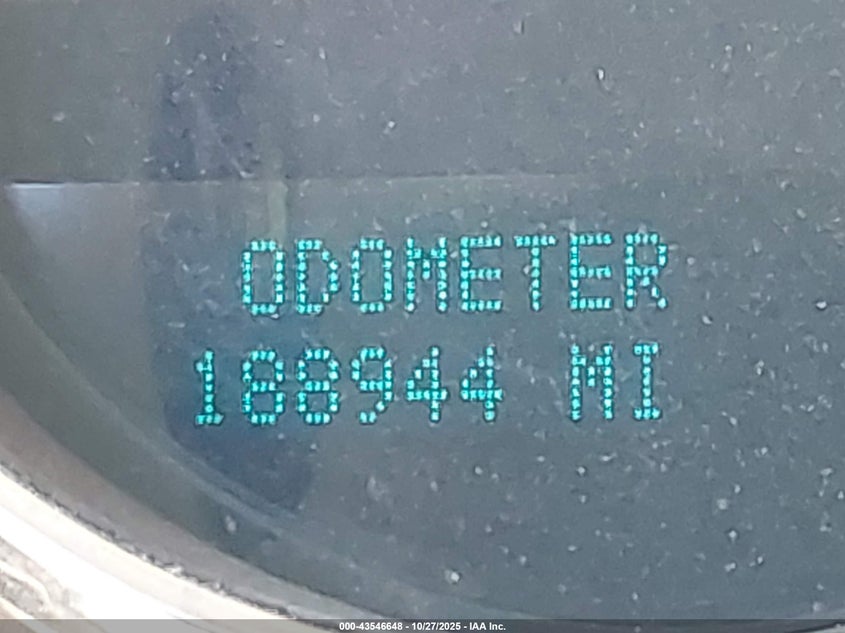 ODOMETER
188944 MI
000-43546648 - 10/27/2025 - IAA Inc.